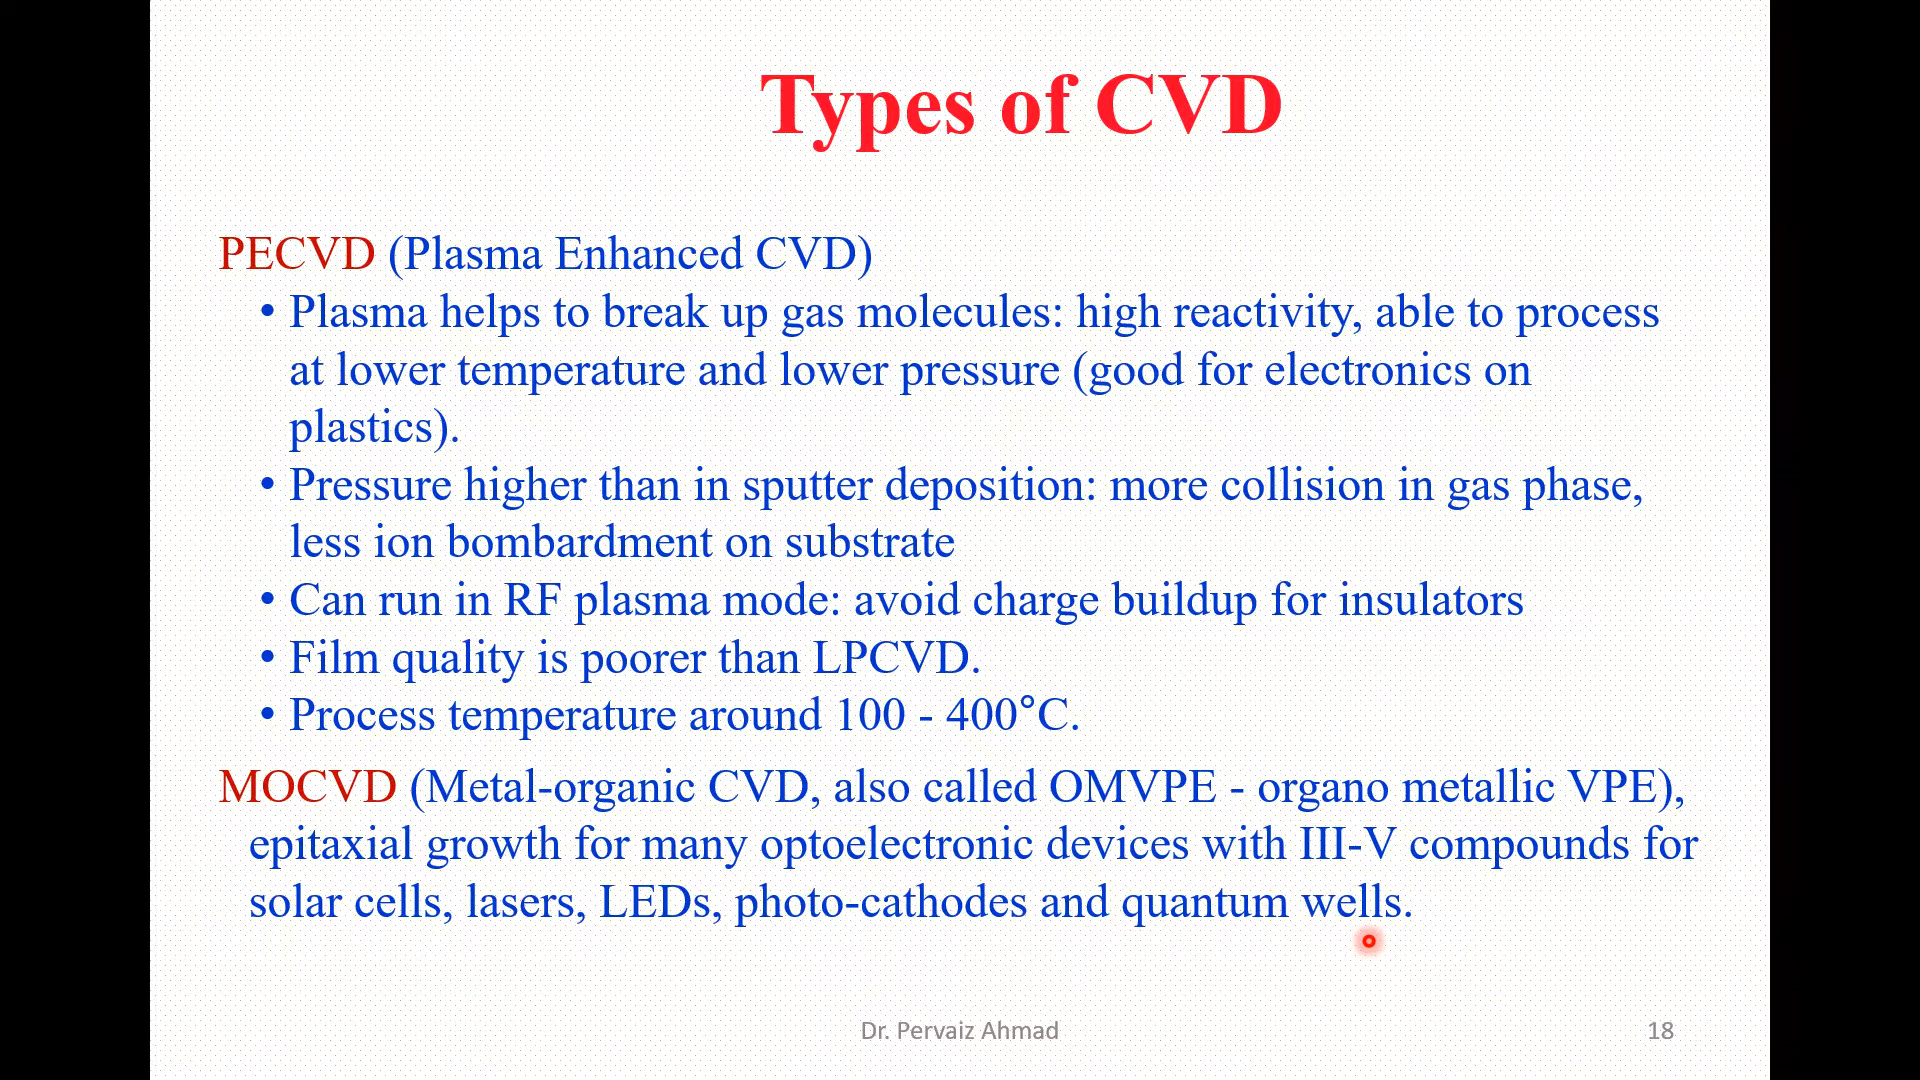 Types of CVD
PECVD (Plasma Enhanced CVD)
• Plasma helps to break up gas molecules: high reactivity, able to process
at lower temperature and lower pressure (good for electronics on
plastics).
• Pressure higher than in sputter deposition: more collision in gas phase,
less ion bombardment on substrate
• Can run in RF plasma mode: avoid charge buildup for insulators
• Film quality is poorer than LPCVD.
• Process temperature around 100 - 400°C.
MOCVD (Metal-organic CVD, also called OMVPE - organo metallic VPE),
epitaxial growth for many optoelectronic devices with III-V compounds for
solar cells, lasers, LEDs, photo-cathodes and quantum wells.
Dr. Pervaiz Ahmad
18